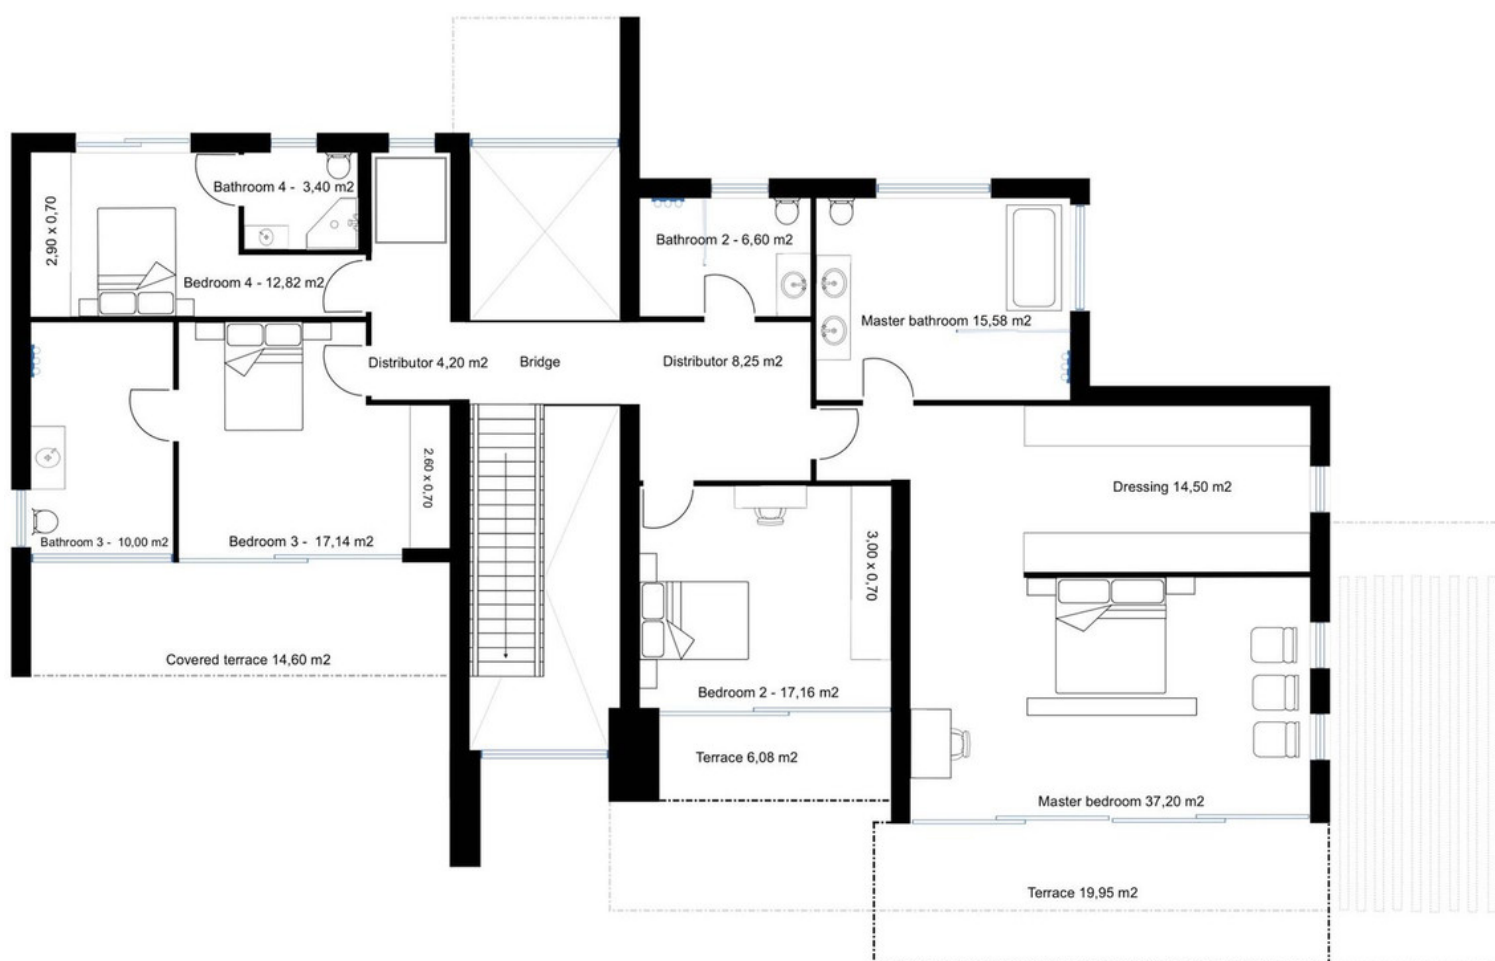 Bathroom 4 - 3,40 m2
2,90 x 0,70
Bedroom 4 - 12,82 m2
Bathroom 2 - 6,60 m2
Master bathroom 15,58 m2
Distributor 4,20 m2
Bridge
Distributor 8,25 m2
2.60 x 0,70
Dressing 14,50 m2
Bathroom 3 - 10,00 m2
Bedroom 3 - 17,14 m2
3,00 x 0,70
Covered terrace 14,60 m2
Bedroom 2 - 17,16 m2
Terrace 6,08 m2
Master bedroom 37,20 m2
Terrace 19,95 m2